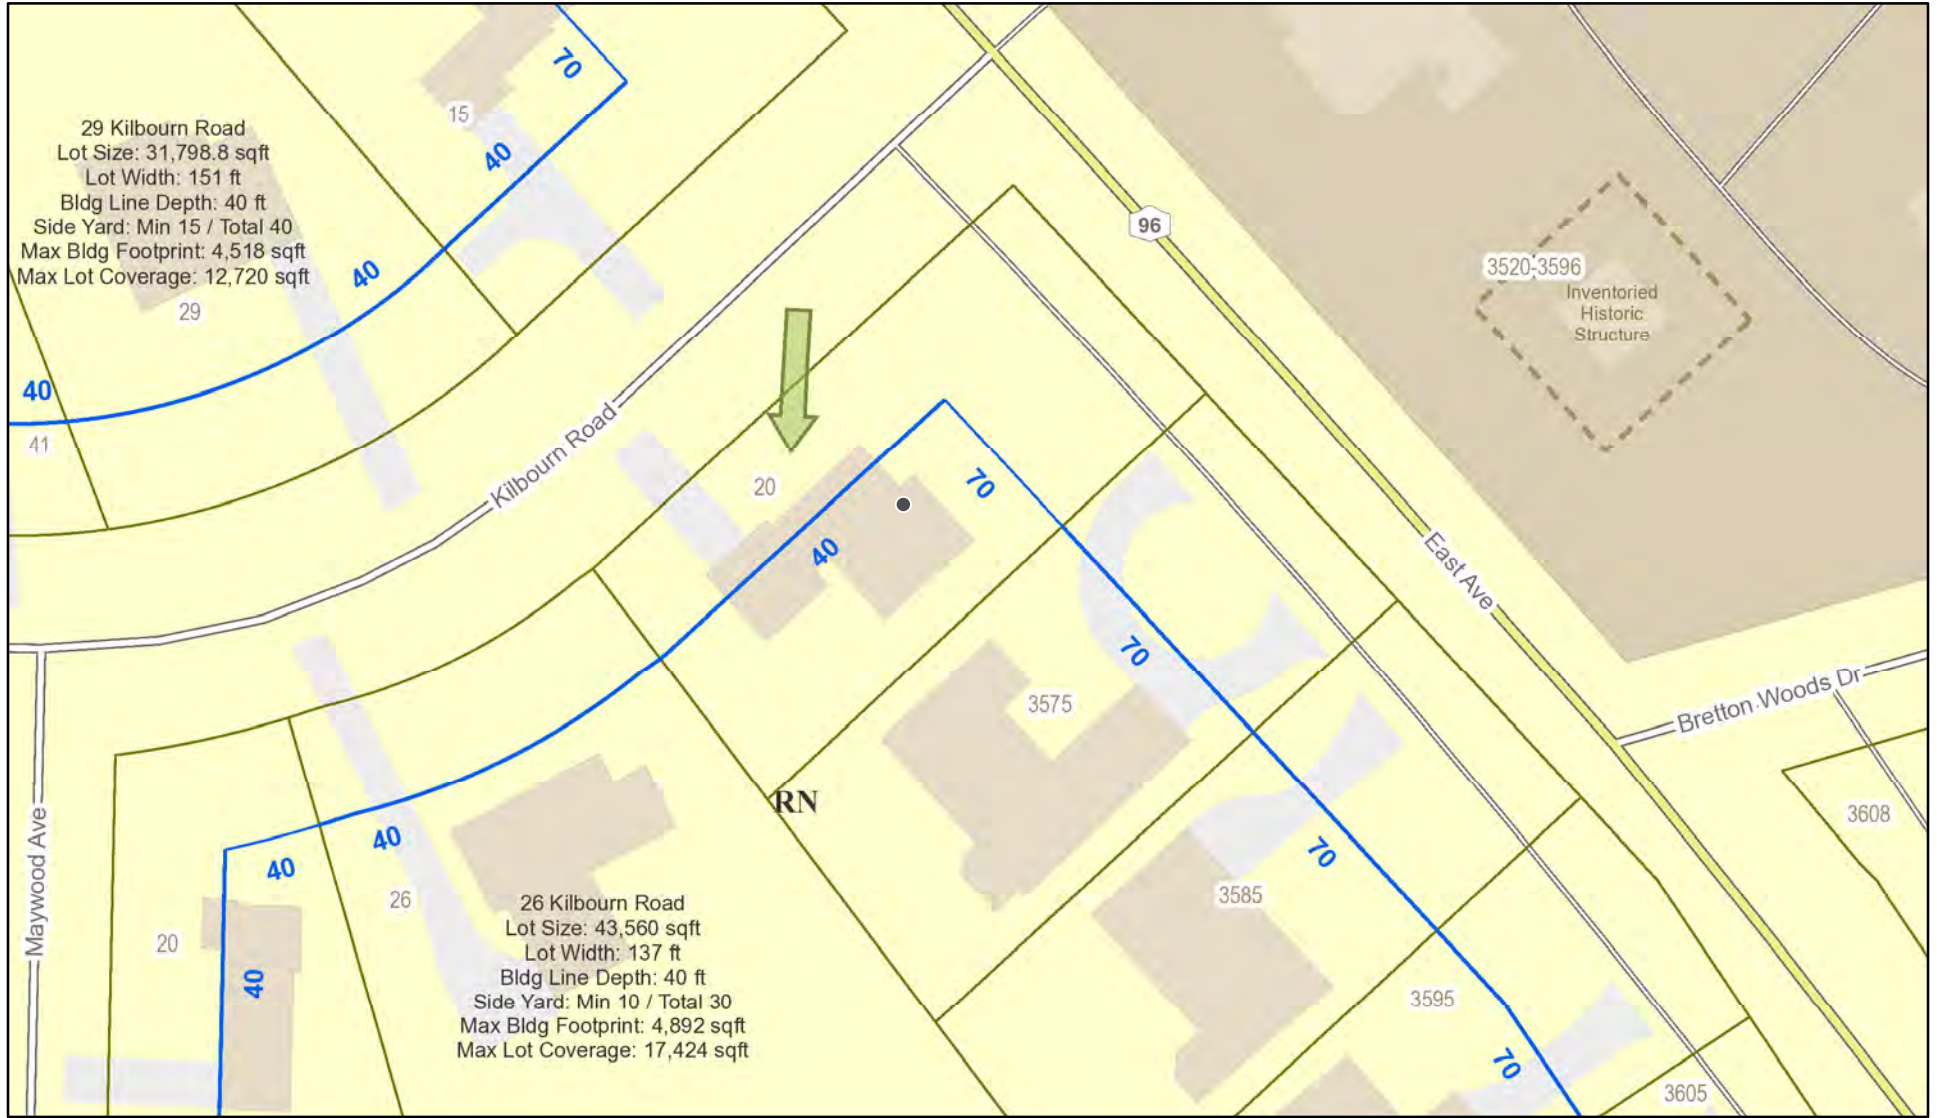 70
15
29 Kilbourn Road
Lot Size: 31,798.8 sqft
Lot Width: 151 ft
Bldg Line Depth: 40 ft
Side Yard: Min 15 / Total 40
Max Bldg Footprint: 4,518 sqft
Max Lot Coverage: 12,720 sqft
40
40
29
40
41
96
3520-3596
Inventoried
Historic
Structure
Kilbourn Road
20
70
40
East Ave
70
3575
Bretton Woods Dr
RN
3608
Maywood Ave
40
40
70
26
3585
20
40
26 Kilbourn Road
Lot Size: 43,560 sqft
Lot Width: 137 ft
Bldg Line Depth: 40 ft
Side Yard: Min 10 / Total 30
Max Bldg Footprint: 4,892 sqft
Max Lot Coverage: 17,424 sqft
3595
70
3605